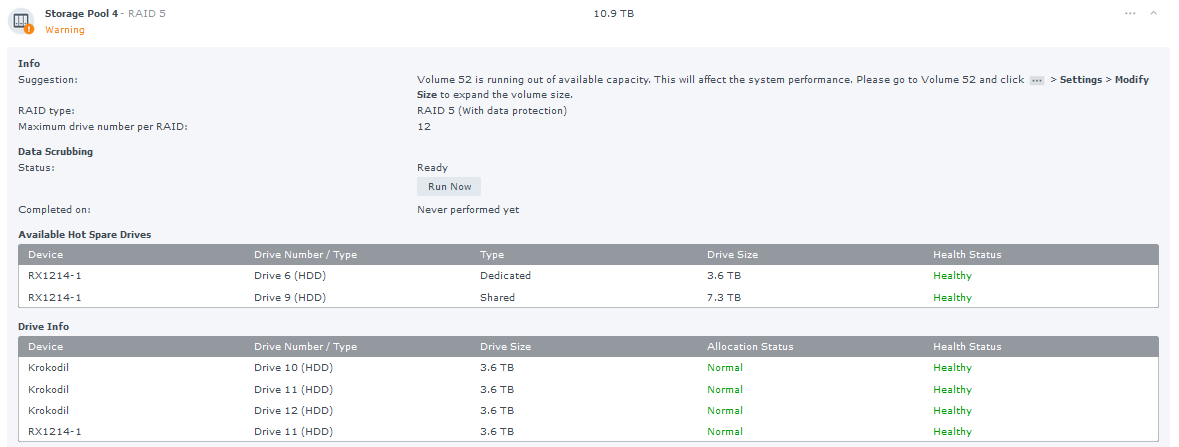 Storage Pool 4 - RAID 5 10.9 TB
Warning
Info
Suggestion: Volume 52 is running out of available capacity. This will affect the system performance. Please go to Volume 52 and click ••• > Settings > Modify
Size to expand the volume size.
RAID type: RAID 5 (With data protection)
Maximum drive number per RAID: 12
Data Scrubbing
Status: Ready
Run Now
Completed on: Never performed yet
Available Hot Spare Drives
Device Drive Number / Type Type Drive Size Health Status
RX1214-1 Drive 6 (HDD) Dedicated 3.6 TB Healthy
RX1214-1 Drive 9 (HDD) Shared 7.3 TB Healthy
Drive Info
Device Drive Number / Type Drive Size Allocation Status Health Status
Krokodil Drive 10 (HDD) 3.6 TB Normal Healthy
Krokodil Drive 11 (HDD) 3.6 TB Normal Healthy
Krokodil Drive 12 (HDD) 3.6 TB Normal Healthy
RX1214-1 Drive 11 (HDD) 3.6 TB Normal Healthy